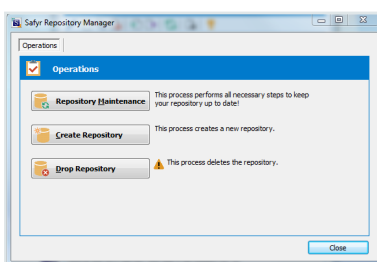 Safyr Repository Manager
Operations
Operations
Repository Maintenance
This process performs all necessary steps to keep
your repository up to date!
Create Repository
This process creates a new repository.
Drop Repository
This process deletes the repository.
Close